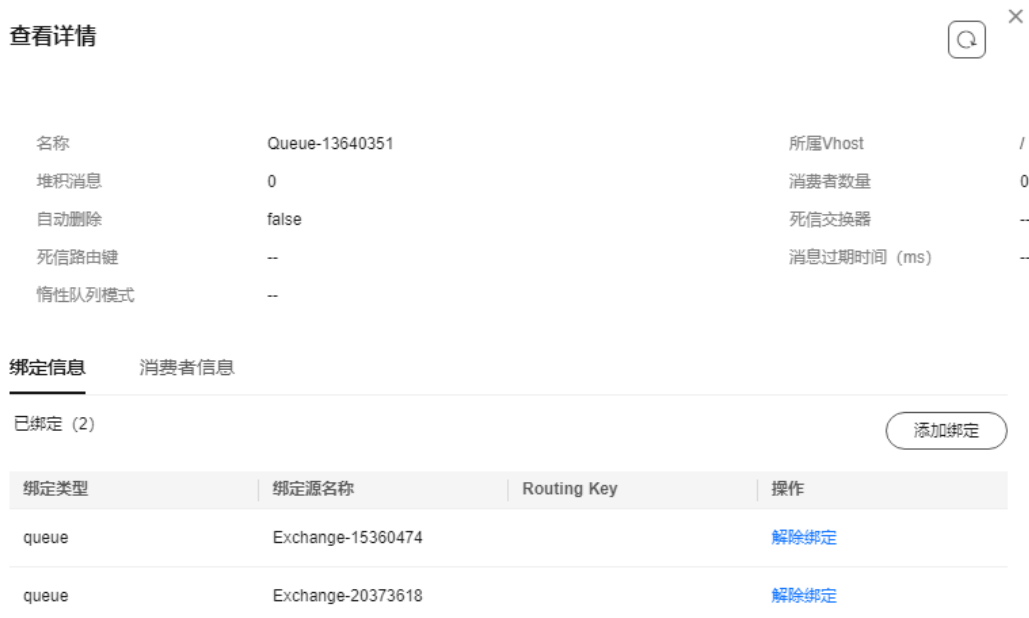 查看详情
名称 Queue-13640351 所属Vhost /
堆积消息 0 消费者数量 0
自动删除 false 死信交换器 --
死信路由键 -- 消息过期时间（ms） --
惰性队列模式 --
绑定信息 消费者信息
已绑定（2） 添加绑定
绑定类型 绑定源名称 Routing Key 操作
queue Exchange-15360474 解除绑定
queue Exchange-20373618 解除绑定